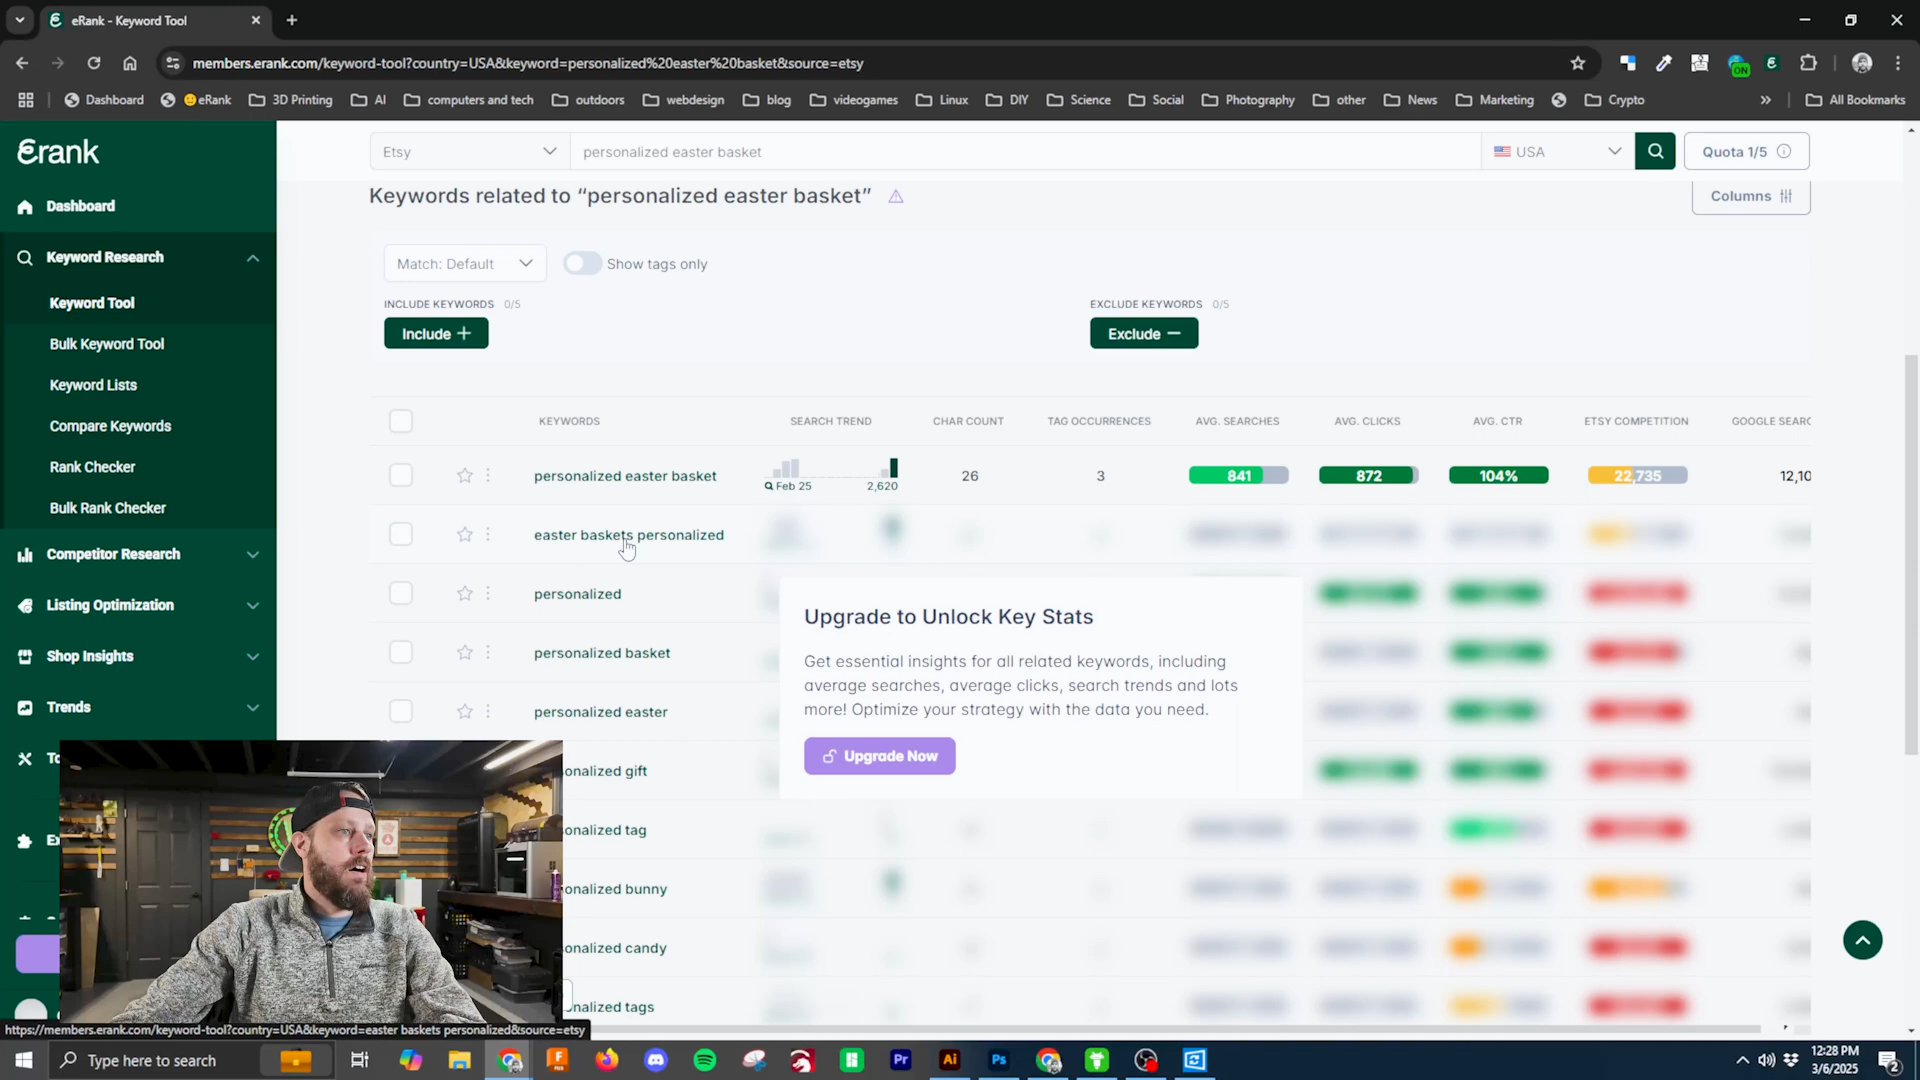 eRank - Keyword Tool
members.erank.com/keyword-tool?country=USA&keyword=personalized%20easter%20basket&source=etsy
Dashboard
eRank
3D Printing
AI
computers and tech
outdoors
webdesign
blog
videogames
Linux
DIY
Science
Social
Photography
other
News
Marketing
Crypto
All Bookmarks
erank
Etsy
personalized easter basket
USA
Quota 1/5
Keywords related to “personalized easter basket”
Columns
Dashboard
Keyword Research
Keyword Tool
Bulk Keyword Tool
Keyword Lists
Compare Keywords
Rank Checker
Bulk Rank Checker
Competitor Research
Listing Optimization
Shop Insights
Trends
Match: Default
Show tags only
INCLUDE KEYWORDS 0/5
EXCLUDE KEYWORDS 0/5
Include +
Exclude −
KEYWORDS SEARCH TREND CHAR COUNT TAG OCCURRENCES AVG. SEARCHES AVG. CLICKS AVG. CTR ETSY COMPETITION GOOGLE SEARC
personalized easter basket Feb 25 2,620 26 3 841 872 104% 22,735 12,10
easter baskets personalized
personalized
personalized basket
personalized easter
onalized gift
onalized tag
onalized bunny
onalized candy
nalized tags
Upgrade to Unlock Key Stats
Get essential insights for all related keywords, including
average searches, average clicks, search trends and lots
more! Optimize your strategy with the data you need.
Upgrade Now
https://members.erank.com/keyword-tool?country=USA&keyword=easter baskets personalized&source=etsy
Type here to search
12:28 PM
3/6/2025